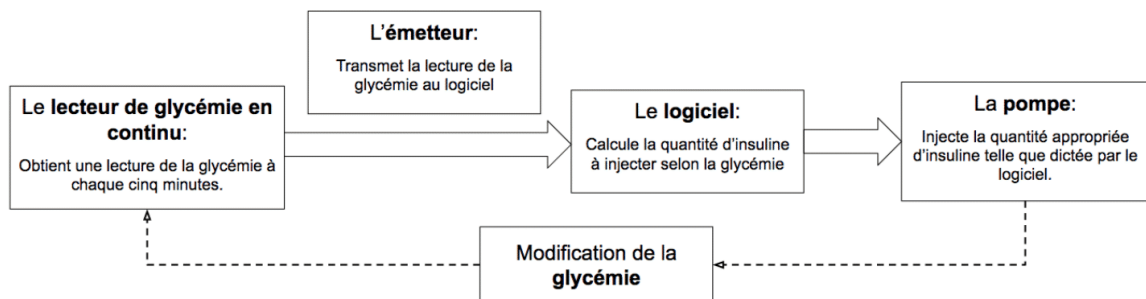 L'émetteur:
Transmet la lecture de la
glycémie au logiciel
Le lecteur de glycémie en
continu:
Obtient une lecture de la glycémie à
chaque cinq minutes.
Le logiciel:
Calcule la quantité d'insuline
à injecter selon la glycémie
La pompe:
Injecte la quantité appropriée
d'insuline telle que dictée par le
logiciel.
Modification de la
glycémie